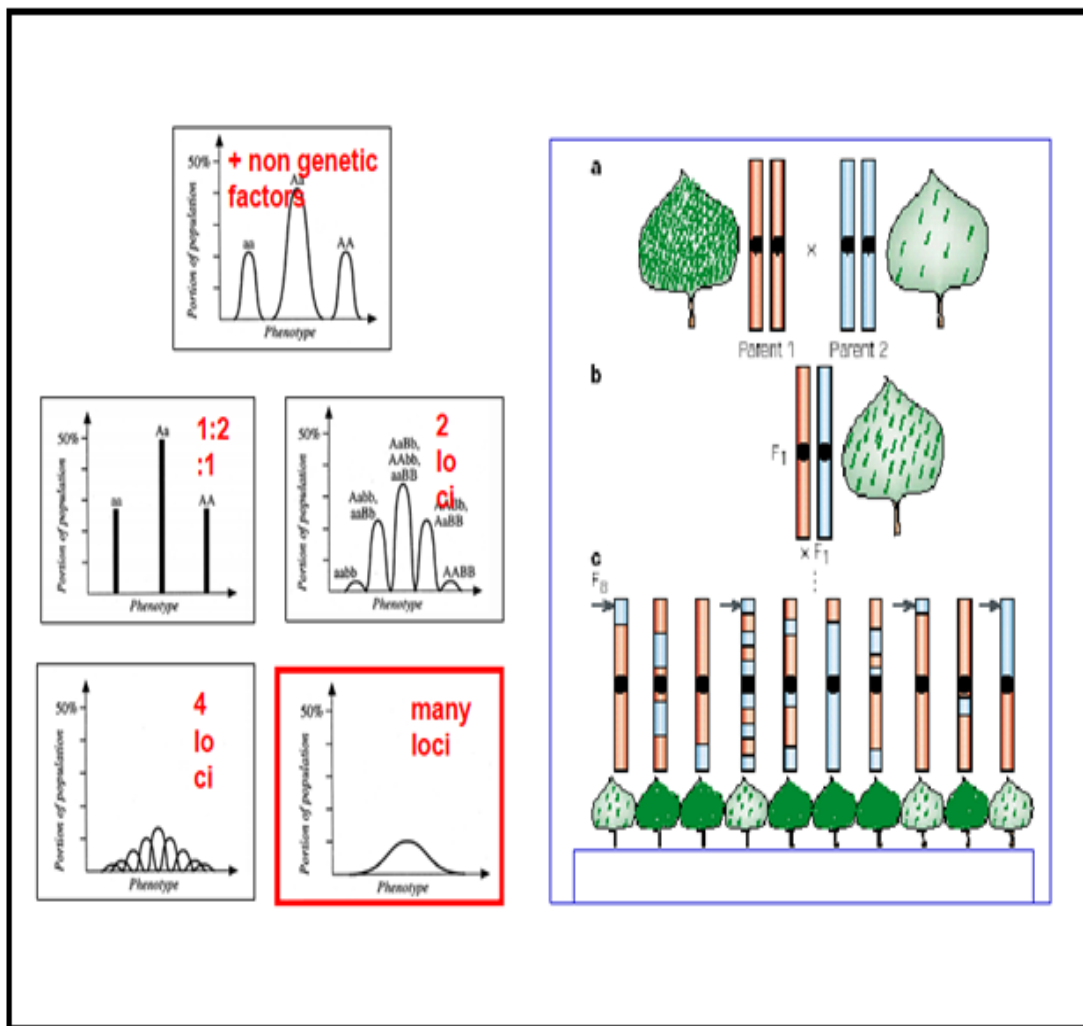 50%
+ non genetic
factors
Aa
aa
AA
Portion of population
Phenotype
50%
1:2
:1
Aa
aa
AA
Portion of population
Phenotype
50%
2
lo
ci
AaBb,
AAbb,
aaBB
Aabb,
aaBb
AaBB
aabb
AABB
Portion of population
Phenotype
50%
4
lo
ci
Portion of population
Phenotype
50%
many
loci
Portion of population
Phenotype
a
×
Parent 1
Parent 2
b
F1
× F1
c
F8